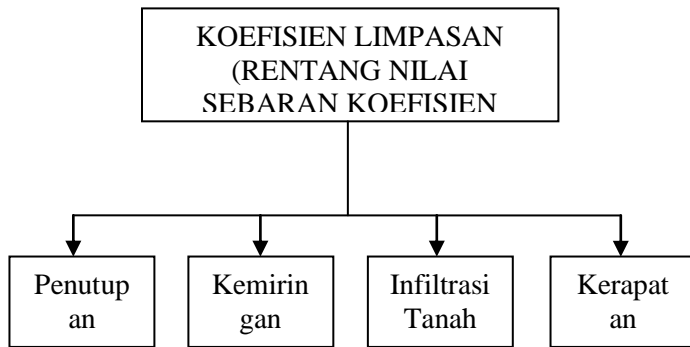 KOEFISIEN LIMPASAN
(RENTANG NILAI
SEBARAN KOEFISIEN
Penutup
an
Kemirin
gan
Infiltrasi
Tanah
Kerapat
an